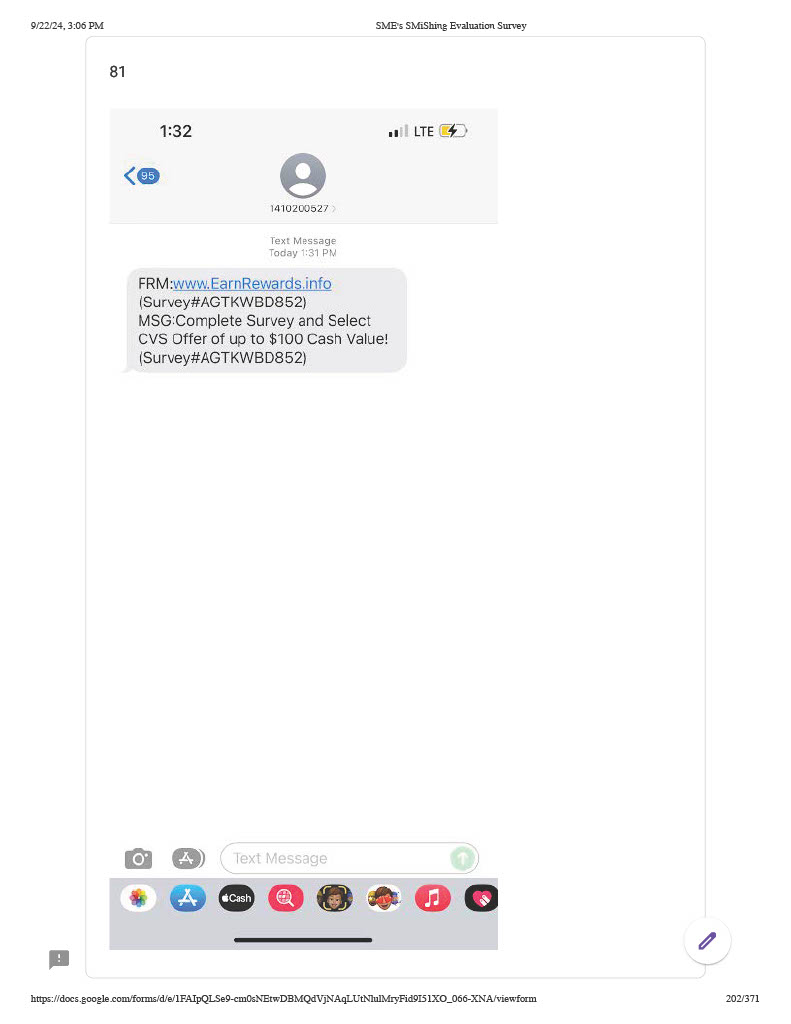 9/22/24, 3:06 PM
SME's SMiShing Evaluation Survey
81
1:32
LTE
95
1410200527
Text Message
Today 1:31 PM
FRM:www.EarnRewards.info
(Survey#AGTKWBD852)
MSG:Complete Survey and Select
CVS Offer of up to $100 Cash Value!
(Survey#AGTKWBD852)
Text Message
Cash
https://docs.google.com/forms/d/e/1FAIpQLSe9-cm0sNEtwDBMQdVjNAqLUtNlulMryFid9I51XO_066-XNA/viewform
202/371